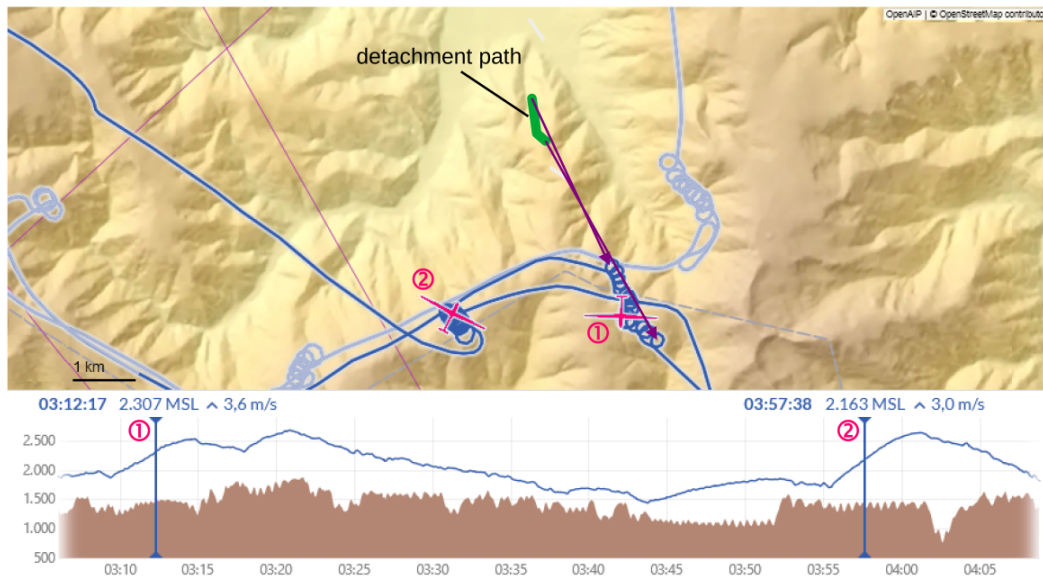 OpenAIP | © OpenStreetMap contributo
detachment path
②
①
1 km
03:12:17 2.307 MSL ^ 3,6 m/s
03:57:38 2.163 MSL ^ 3,0 m/s
①
②
2.500
2.000
1.500
1.000
500
03:10 03:15 03:20 03:25 03:30 03:35 03:40 03:45 03:50 03:55 04:00 04:05